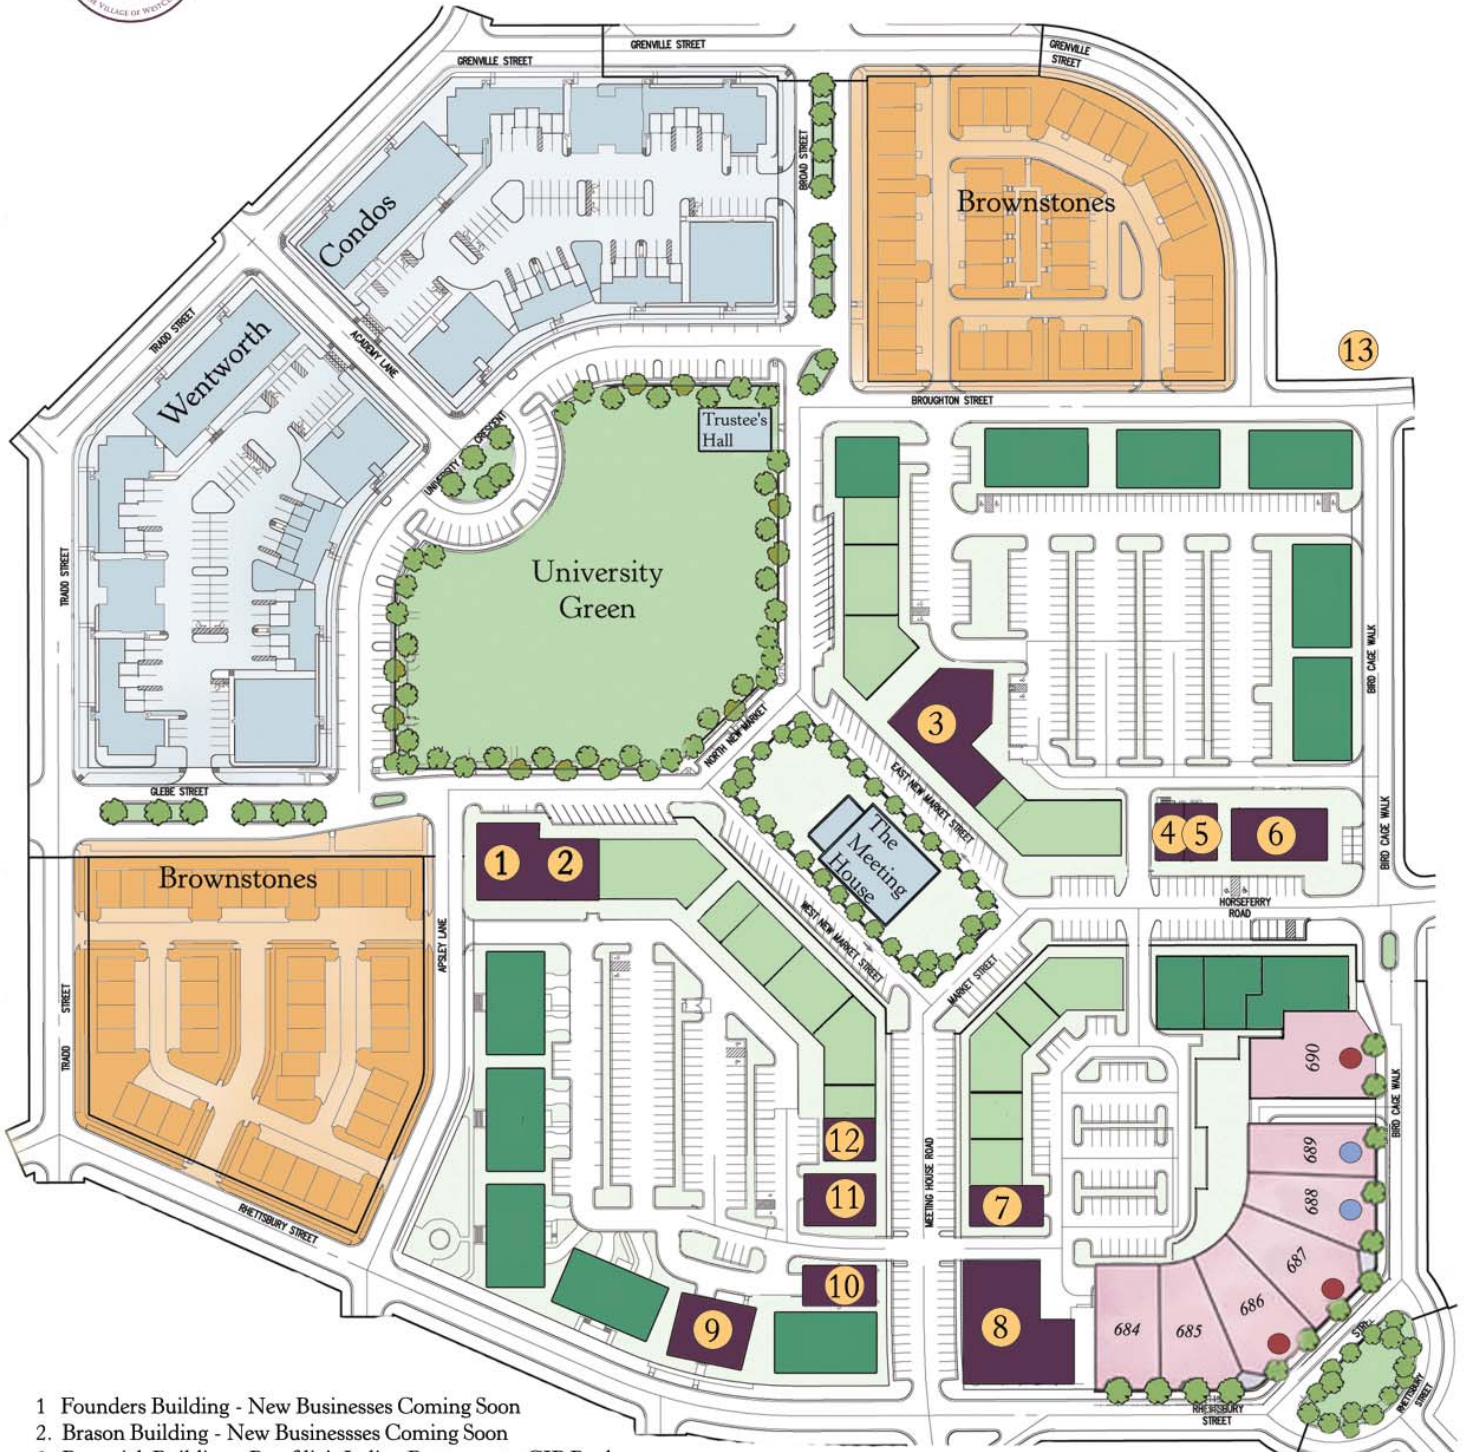 THE VILLAGE OF WEST
GRENVILLE STREET
GRENVILLE STREET
GRENVILLE
STREET
BROAD STREET
Condos
Brownstones
TRADD STREET
ACADEMY LANE
Wentworth
13
BROUGHTON STREET
Trustee's
Hall
UNIVERSITY
CRESCENT
University
Green
TRADD STREET
BIRD CAGE WALK
3
NORTH NEW MARKET
EAST NEW MARKET STREET
GLEBE STREET
BIRD CAGE WALK
1
2
4
5
6
The
Meeting
House
Brownstones
HORSEFERRY
ROAD
WEST NEW MARKET STREET
APSLEY LANE
MARKET STREET
TRADD STREET
690
BIRD CAGE WALK
12
689
MEETING HOUSE ROAD
11
7
688
RHETTSBURY STREET
687
10
686
9
8
684
685
RHETTSBURY
STREET
RHETTSBURY
STREET
1 Founders Building - New Businesses Coming Soon
2. Brason Building - New Businessses Coming Soon